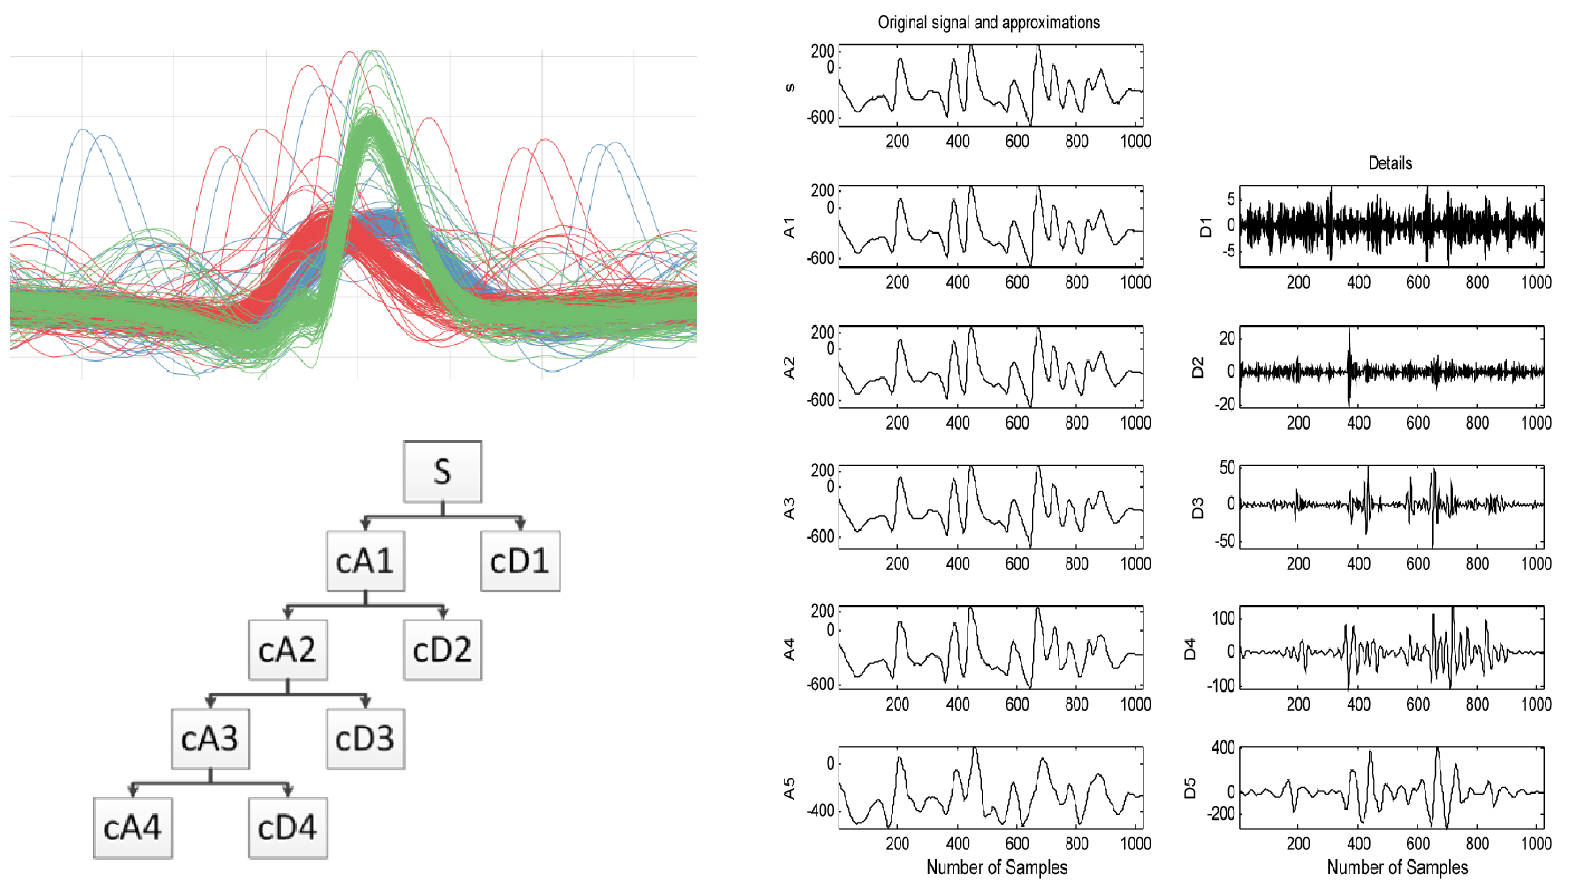 Original signal and approximations
200
0
-600
s
200 400 600 800 1000
Details
200
0
-600
A1
200 400 600 800 1000
5
0
-5
D1
200 400 600 800 1000
200
0
-600
A2
200 400 600 800 1000
20
0
-20
D2
200 400 600 800 1000
200
0
-600
A3
200 400 600 800 1000
50
0
-50
D3
200 400 600 800 1000
200
0
-600
A4
200 400 600 800 1000
100
0
-100
D4
200 400 600 800 1000
0
-400
A5
200 400 600 800 1000
Number of Samples
400
0
-200
D5
200 400 600 800 1000
Number of Samples
S
cA1 cD1
cA2 cD2
cA3 cD3
cA4 cD4